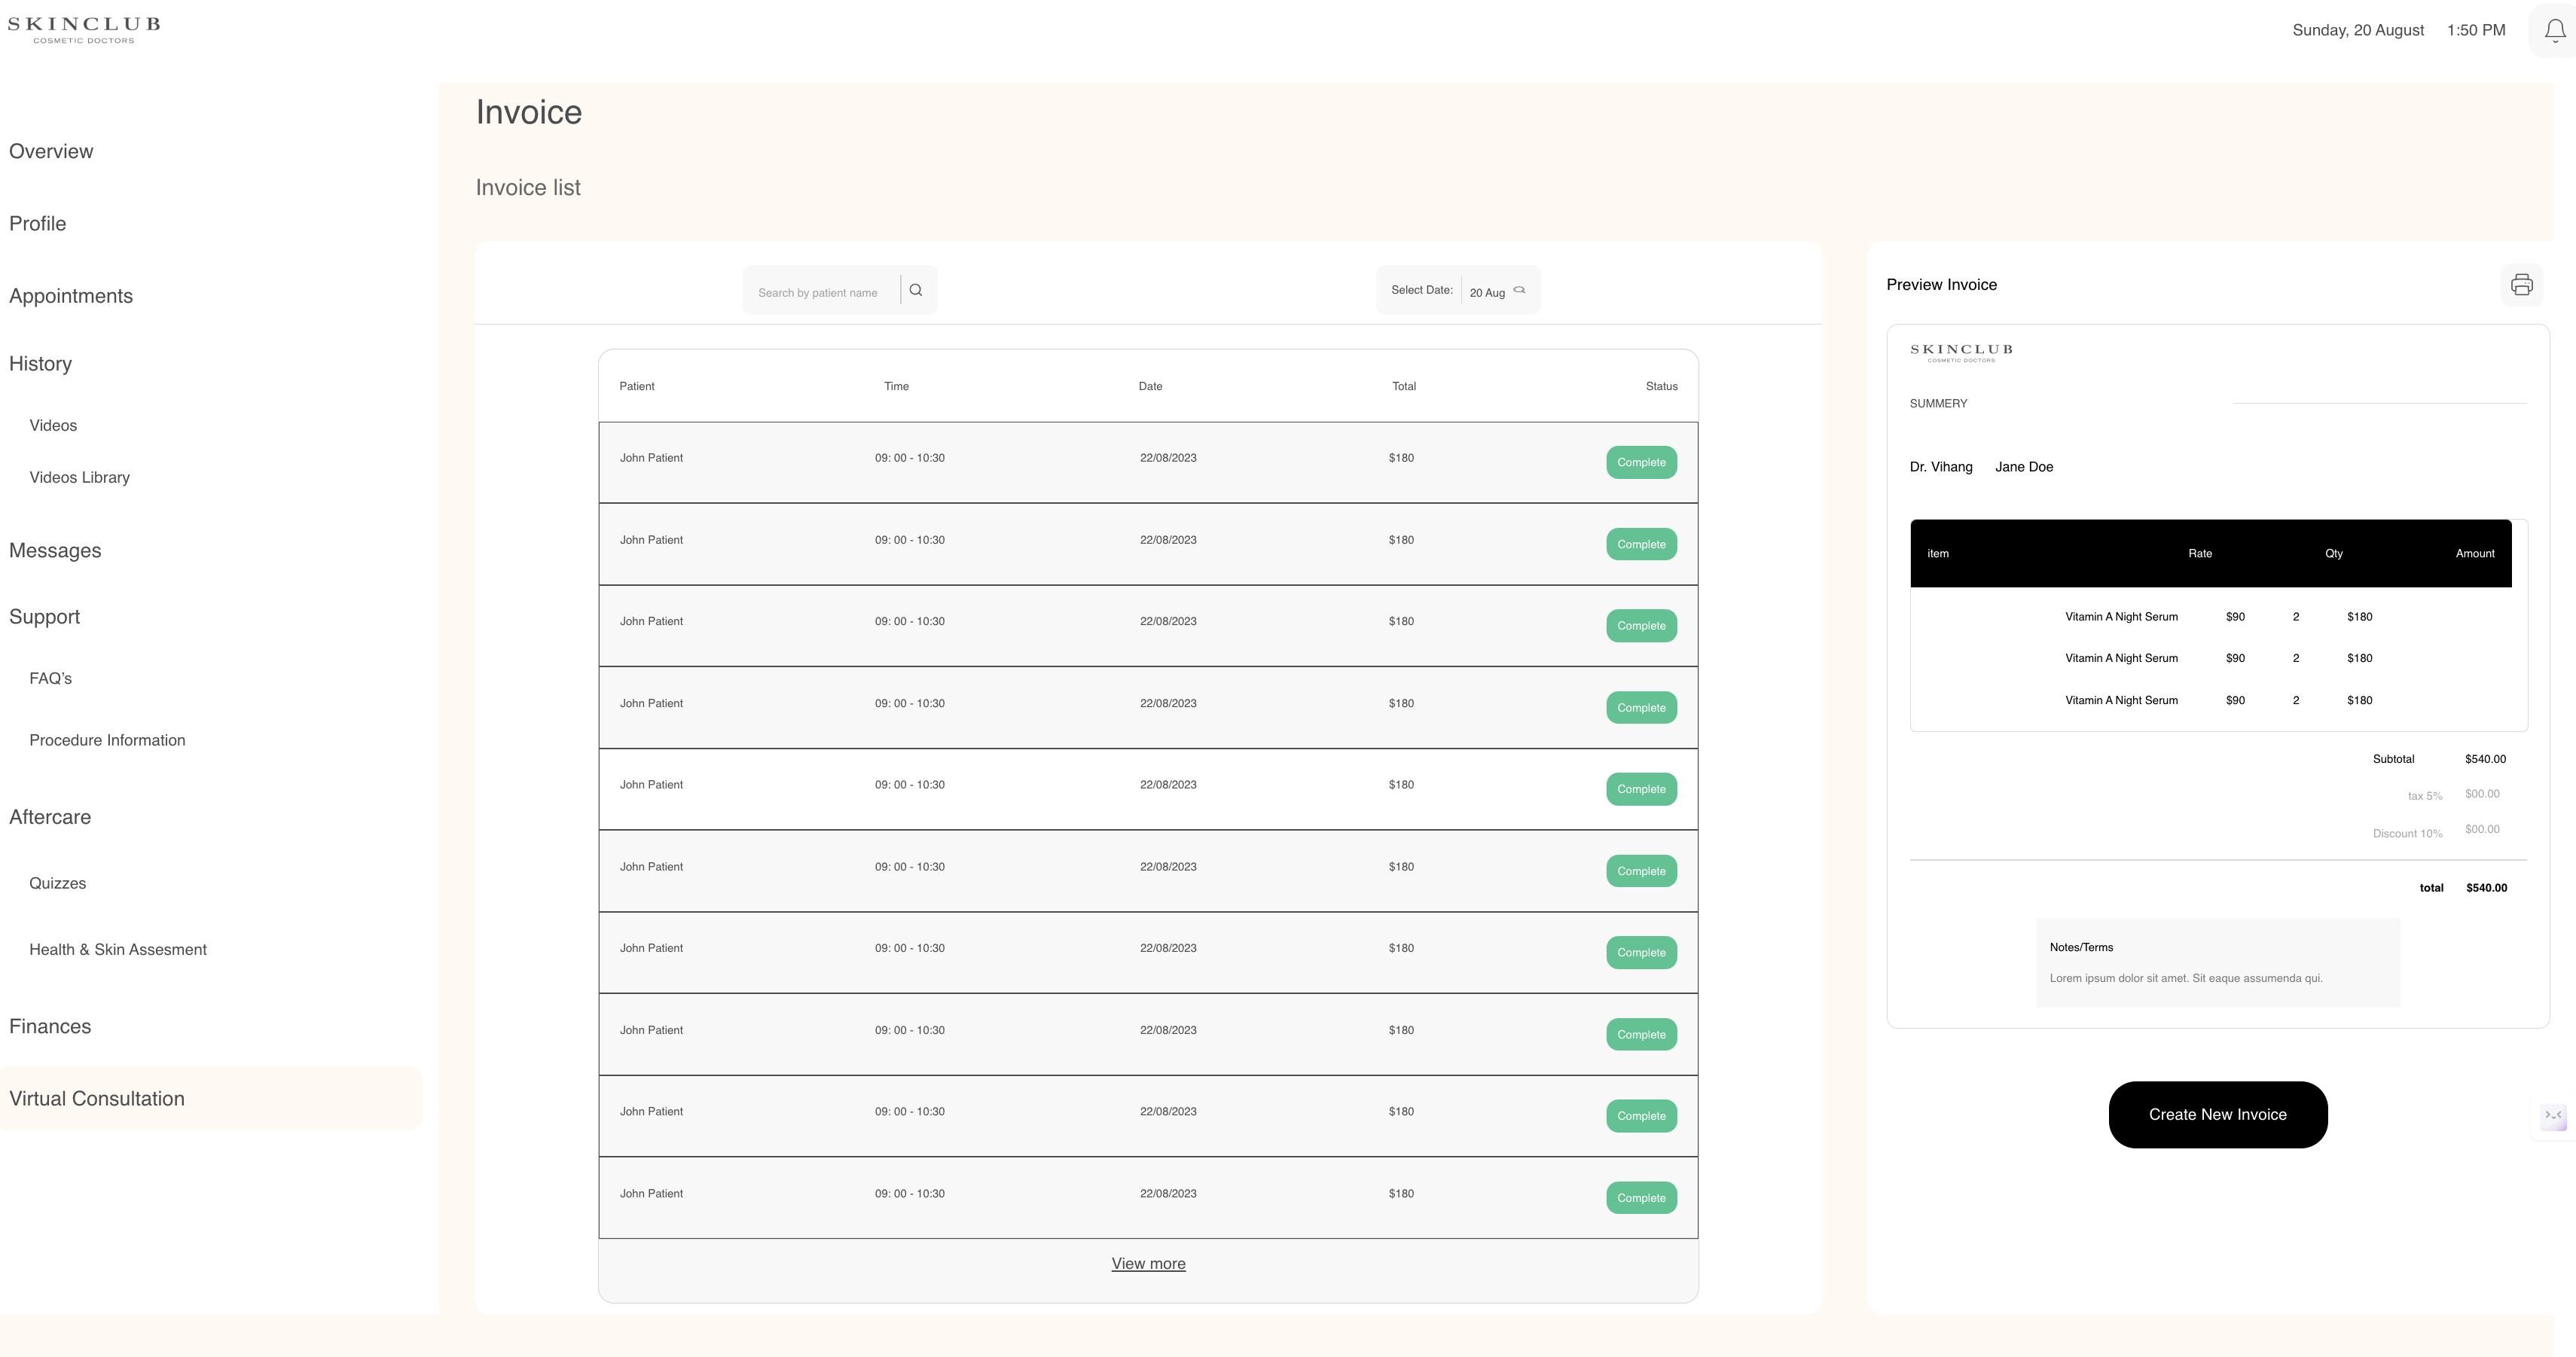 SKINCLUB
COSMETIC DOCTORS
Sunday, 20 August 1:50 PM
Overview
Profile
Appointments
History
Videos
Videos Library
Messages
Support
FAQ's
Procedure Information
Aftercare
Quizzes
Health & Skin Assesment
Finances
Virtual Consultation
Invoice
Invoice list
Search by patient name
Select Date: 20 Aug
Patient Time Date Total Status
John Patient 09: 00 - 10:30 22/08/2023 $180 Complete
John Patient 09: 00 - 10:30 22/08/2023 $180 Complete
John Patient 09: 00 - 10:30 22/08/2023 $180 Complete
John Patient 09: 00 - 10:30 22/08/2023 $180 Complete
John Patient 09: 00 - 10:30 22/08/2023 $180 Complete
John Patient 09: 00 - 10:30 22/08/2023 $180 Complete
John Patient 09: 00 - 10:30 22/08/2023 $180 Complete
John Patient 09: 00 - 10:30 22/08/2023 $180 Complete
John Patient 09: 00 - 10:30 22/08/2023 $180 Complete
John Patient 09: 00 - 10:30 22/08/2023 $180 Complete
View more
Preview Invoice
SKINCLUB
COSMETIC DOCTORS
SUMMERY
Dr. Vihang Jane Doe
item Rate Qty Amount
Vitamin A Night Serum $90 2 $180
Vitamin A Night Serum $90 2 $180
Vitamin A Night Serum $90 2 $180
Subtotal $540.00
tax 5% $00.00
Discount 10% $00.00
total $540.00
Notes/Terms
Lorem ipsum dolor sit amet. Sit eaque assumenda qui.
Create New Invoice